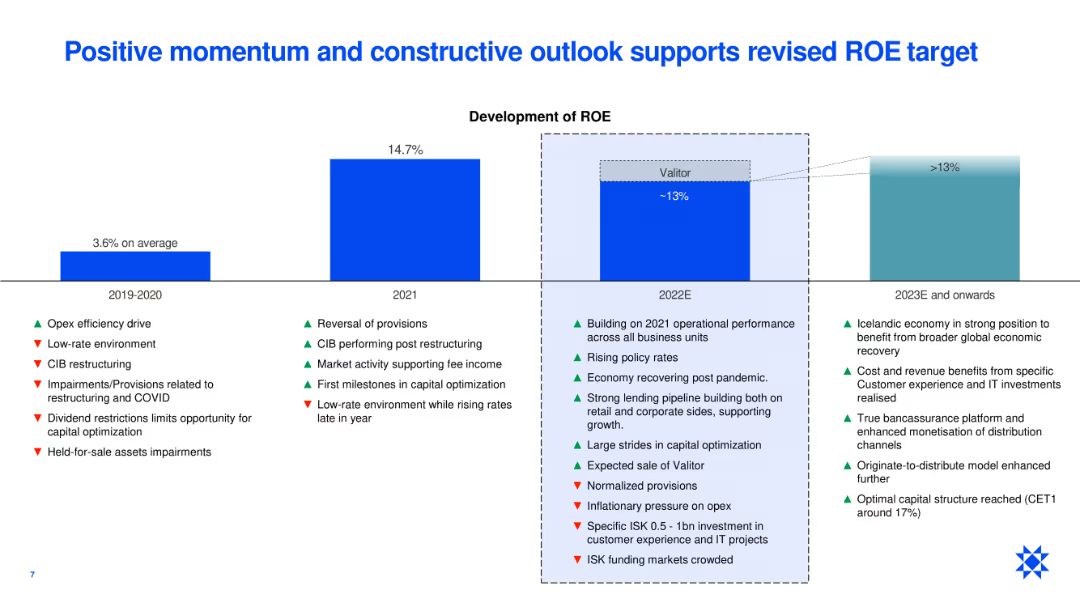 Positive momentum and constructive outlook supports revised ROE target
Development of ROE
3.6% on average
14.7%
Valitor
~13%
>13%
2019-2020
2021
2022E
2023E and onwards
▲ Opex efficiency drive
▼ Low-rate environment
▼ CIB restructuring
▼ Impairments/Provisions related to
restructuring and COVID
▼ Dividend restrictions limits opportunity for
capital optimization
▼ Held-for-sale assets impairments
▲ Reversal of provisions
▲ CIB performing post restructuring
▲ Market activity supporting fee income
▲ First milestones in capital optimization
▼ Low-rate environment while rising rates
late in year
▲ Building on 2021 operational performance
across all business units
▲ Rising policy rates
▲ Economy recovering post pandemic.
▲ Strong lending pipeline building both on
retail and corporate sides, supporting
growth.
▲ Large strides in capital optimization
▲ Expected sale of Valitor
▼ Normalized provisions
▼ Inflationary pressure on opex
▼ Specific ISK 0.5 - 1bn investment in
customer experience and IT projects
▼ ISK funding markets crowded
▲ Icelandic economy in strong position to
benefit from broader global economic
recovery
▲ Cost and revenue benefits from specific
Customer experience and IT investments
realised
▲ True bancassurance platform and
enhanced monetisation of distribution
channels
▲ Originate-to-distribute model enhanced
further
▲ Optimal capital structure reached (CET1
around 17%)
7